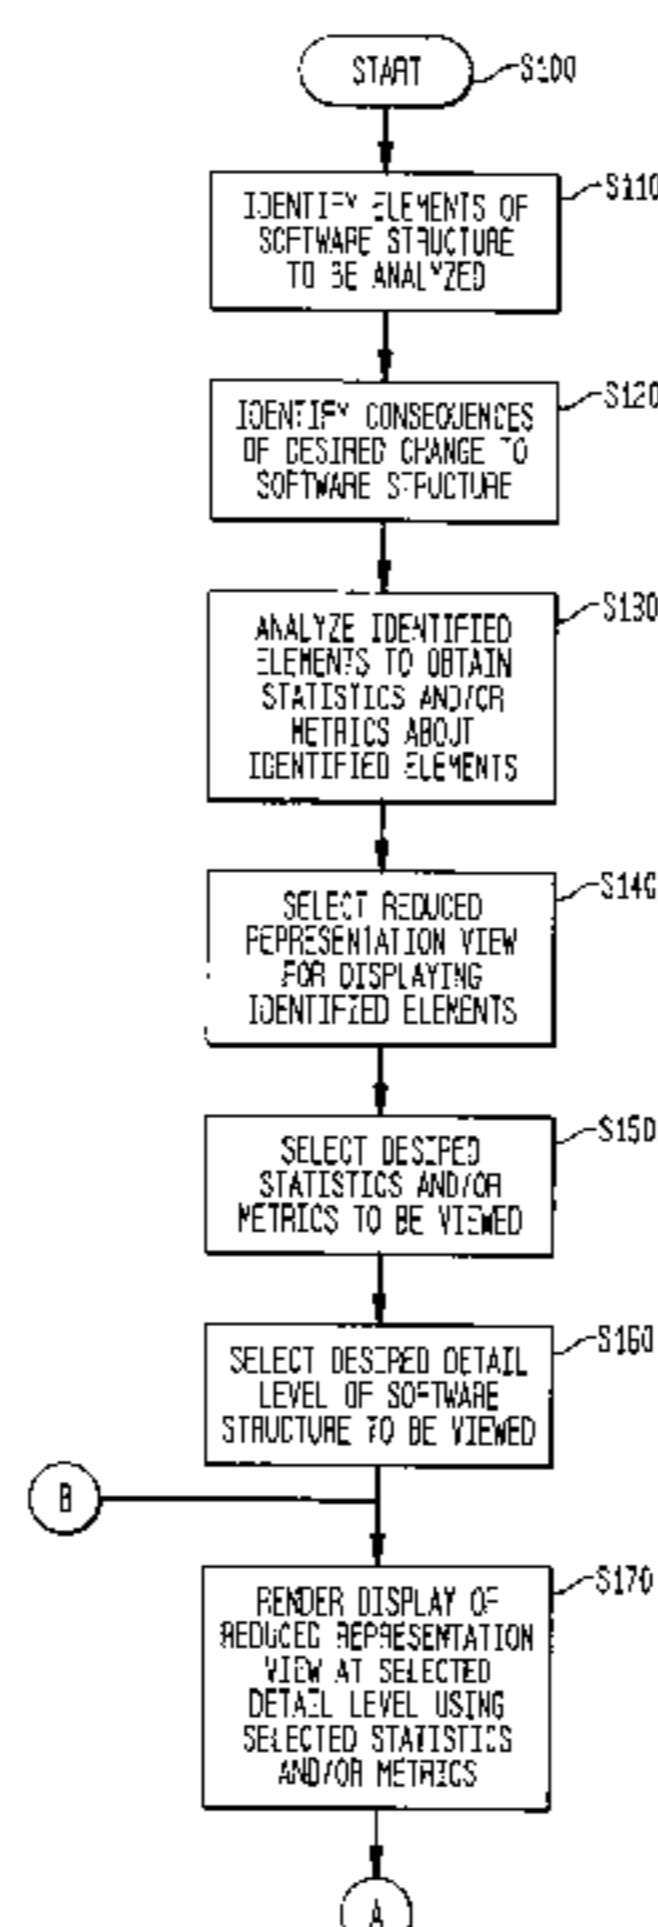 START
S100
IDENTIFY ELEMENTS OF
SOFTWARE STRUCTURE
TO BE ANALYZED
S110
IDENTIFY CONSEQUENCES
OF DESIRED CHANGE TO
SOFTWARE STRUCTURE
S120
ANALYZE IDENTIFIED
ELEMENTS TO OBTAIN
STATISTICS AND/OR
METRICS ABOUT
IDENTIFIED ELEMENTS
S130
SELECT REDUCED
REPRESENTATION VIEW
FOR DISPLAYING
IDENTIFIED ELEMENTS
S140
SELECT DESIRED
STATISTICS AND/OR
METRICS TO BE VIEWED
S150
SELECT DESIRED DETAIL
LEVEL OF SOFTWARE
STRUCTURE TO BE VIEWED
S160
B
RENDER DISPLAY OF
REDUCED REPRESENTATION
VIEW AT SELECTED
DETAIL LEVEL USING
SELECTED STATISTICS
AND/OR METRICS
S170
A